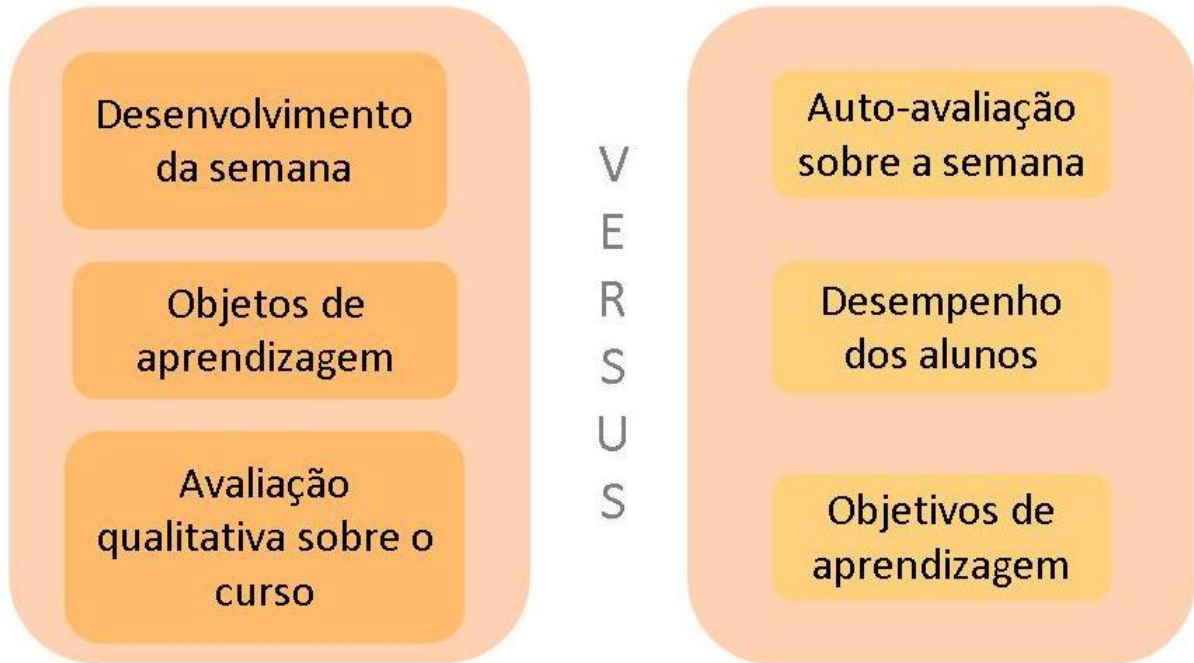 Desenvolvimento
da semana
Objetos de
aprendizagem
Avaliação
qualitativa sobre o
curso
V
E
R
S
U
S
Auto-avaliação
sobre a semana
Desempenho
dos alunos
Objetivos de
aprendizagem